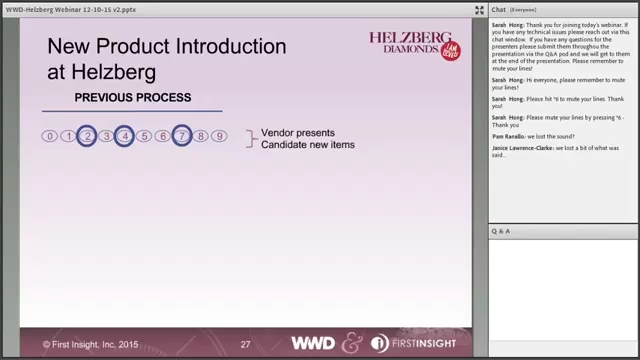 WWD-Helzberg Webinar 12-10-15 v2.pptx
New Product Introduction
at Helzberg
HELZBERG
DIAMONDS
I AM
LOVED
PREVIOUS PROCESS
0 1 2 3 4 5 6 7 8 9
Vendor presents
Candidate new items
© First Insight, Inc, 2015
27
WWD & FIRSTINSIGHT
Chat (Everyone)
Sarah Hong: Thank you for joining today's webinar. If
you have any technical issues please reach out via this
chat window. If you have any questions for the
presenters please submit them throughout the
presentation via the Q&A pod and we will get to them
at the end of the presentation. Please remember to
mute your lines!
Sarah Hong: Hi everyone, please remember to mute
your lines!
Sarah Hong: Please hit *6 to mute your lines. Thank
you!
Sarah Hong: Please mute your lines by pressing *6 -
Thank you
Pam Ranallo: we lost the sound?
Janice Lawrence-Clarke: we lost a bit of what was
said...
Q & A